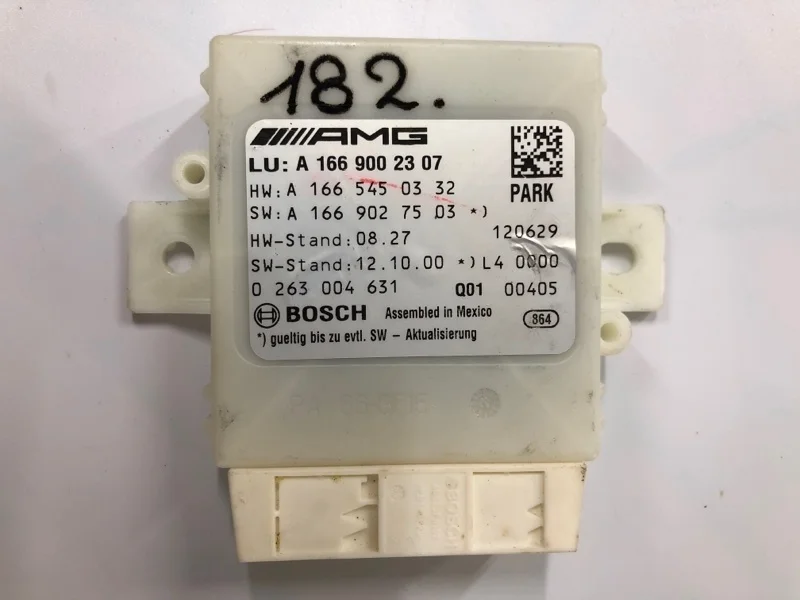 182.
AMG
LU: A 166 900 23 07
HW: A 166 545 03 32
PARK
SW: A 166 902 75 03 *)
HW-Stand: 08.27 120629
SW-Stand: 12.10.00 *) L4 0000
0 263 004 631 Q01 00405
BOSCH Assembled in Mexico 864
*) gueltig bis zu evtl. SW - Aktualisierung